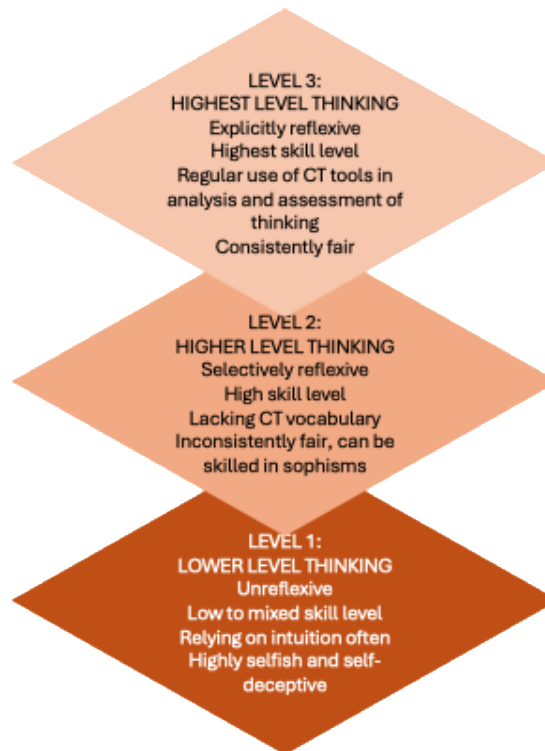 LEVEL 3:
HIGHEST LEVEL THINKING
Explicitly reflexive
Highest skill level
Regular use of CT tools in
analysis and assessment of
thinking
Consistently fair
LEVEL 2:
HIGHER LEVEL THINKING
Selectively reflexive
High skill level
Lacking CT vocabulary
Inconsistently fair, can be
skilled in sophisms
LEVEL 1:
LOWER LEVEL THINKING
Unreflexive
Low to mixed skill level
Relying on intuition often
Highly selfish and self-
deceptive